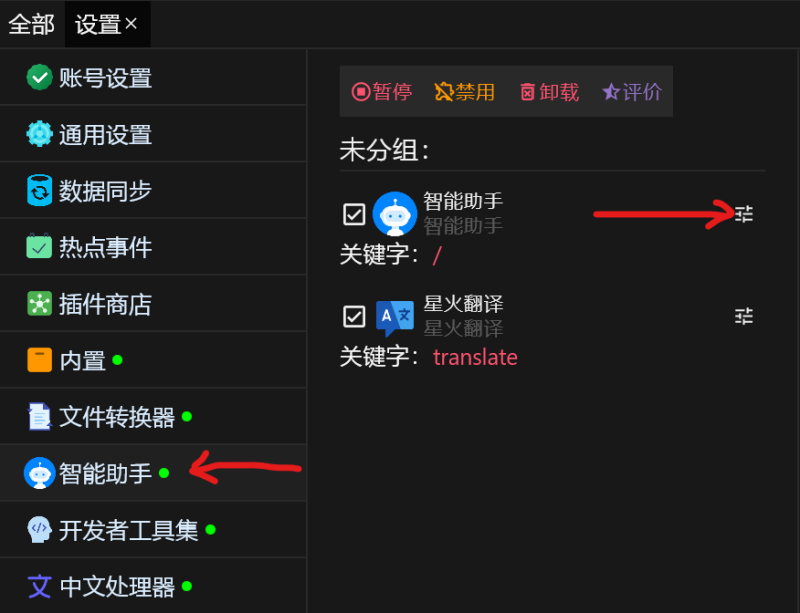 全部 设置×
账号设置
通用设置
数据同步
热点事件
插件商店
内置
文件转换器
智能助手
开发者工具集
中文处理器
暂停 禁用 卸载 评价
未分组：
智能助手
智能助手
关键字： /
星火翻译
星火翻译
关键字： translate